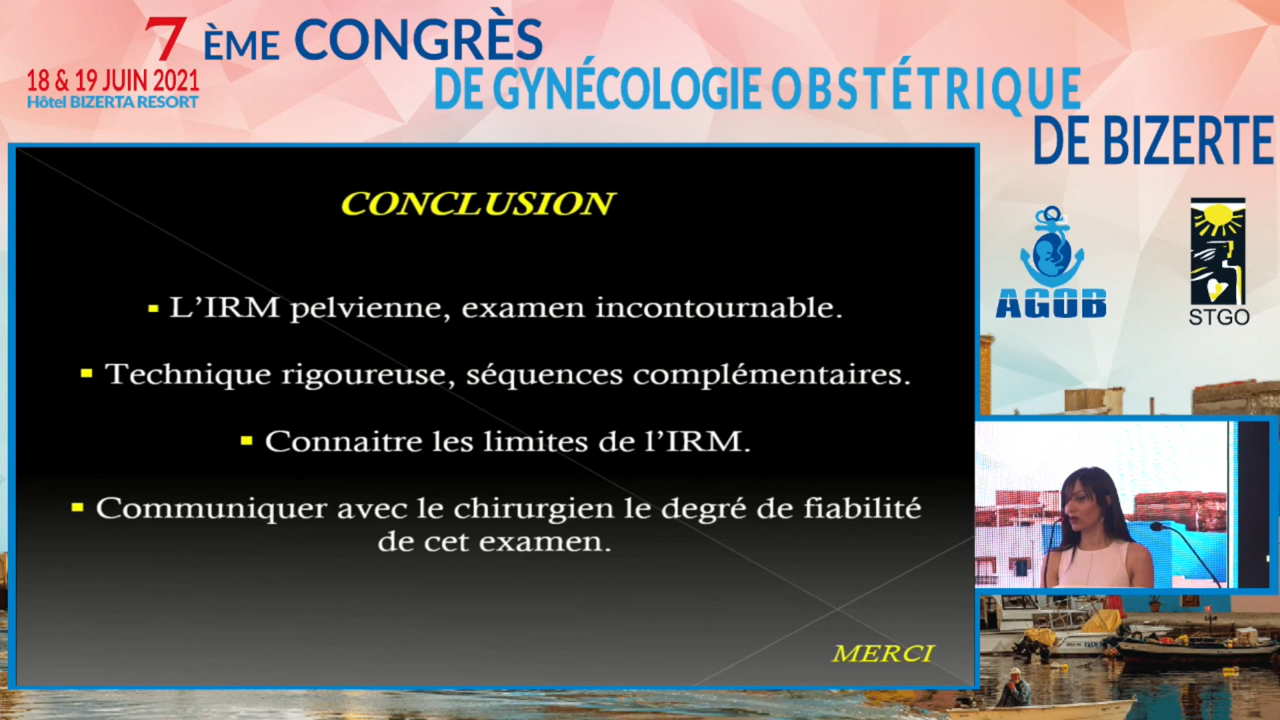 7 ÈME CONGRÈS
18 & 19 JUIN 2021
Hôtel BIZERTA RESORT
DE GYNÉCOLOGIE OBSTÉTRIQUE
DE BIZERTE
CONCLUSION
▪ L’IRM pelvienne, examen incontournable.
▪ Technique rigoureuse, séquences complémentaires.
▪ Connaitre les limites de l’IRM.
▪ Communiquer avec le chirurgien le degré de fiabilité
de cet examen.
MERCI
AGOB
STGO